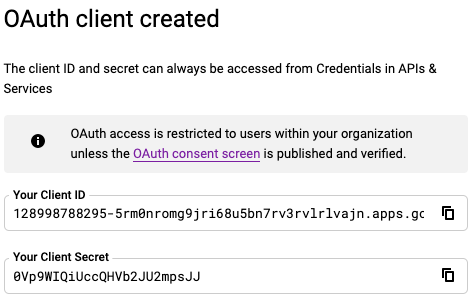 OAuth client created
The client ID and secret can always be accessed from Credentials in APIs &
Services
OAuth access is restricted to users within your organization
unless the OAuth consent screen is published and verified.
Your Client ID
128998788295-5rm0nromg9jri68u5bn7rv3rvlrlvajn.apps.gc
Your Client Secret
0Vp9WIQiUccQHVb2JU2mpsJJ